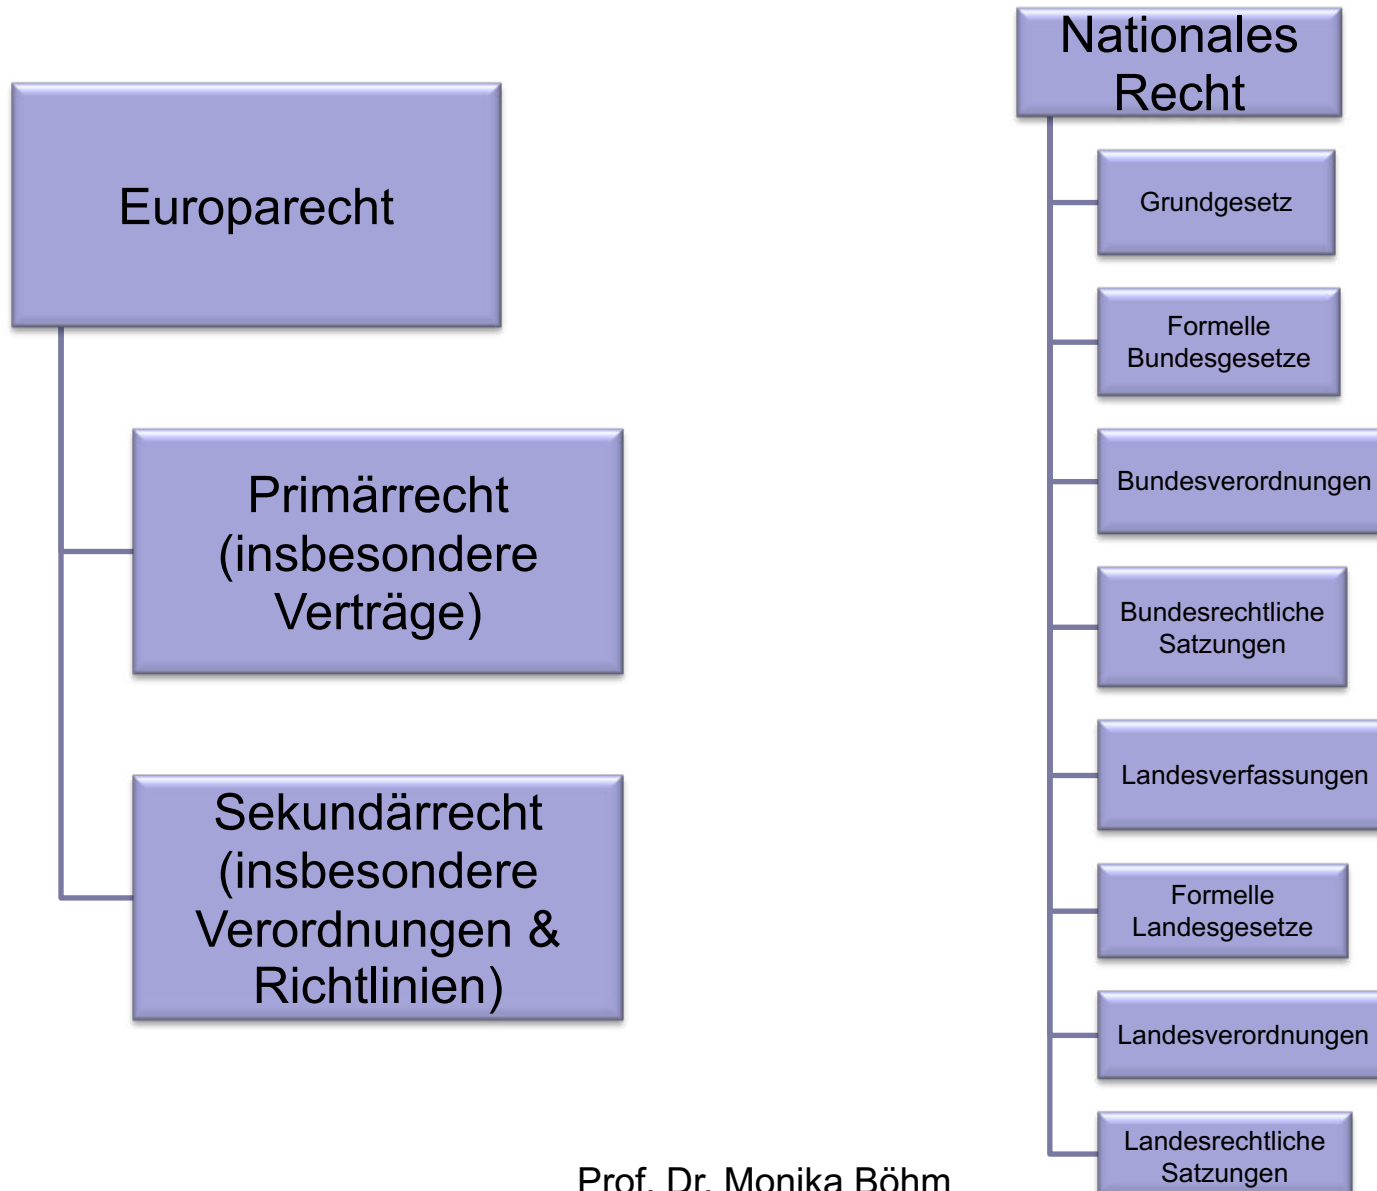 Europarecht
Primärrecht
(insbesondere
Verträge)
Sekundärrecht
(insbesondere
Verordnungen &
Richtlinien)
Nationales
Recht
Grundgesetz
Formelle
Bundesgesetze
Bundesverordnungen
Bundesrechtliche
Satzungen
Landesverfassungen
Formelle
Landesgesetze
Landesverordnungen
Landesrechtliche
Satzungen
Prof. Dr. Monika Böhm